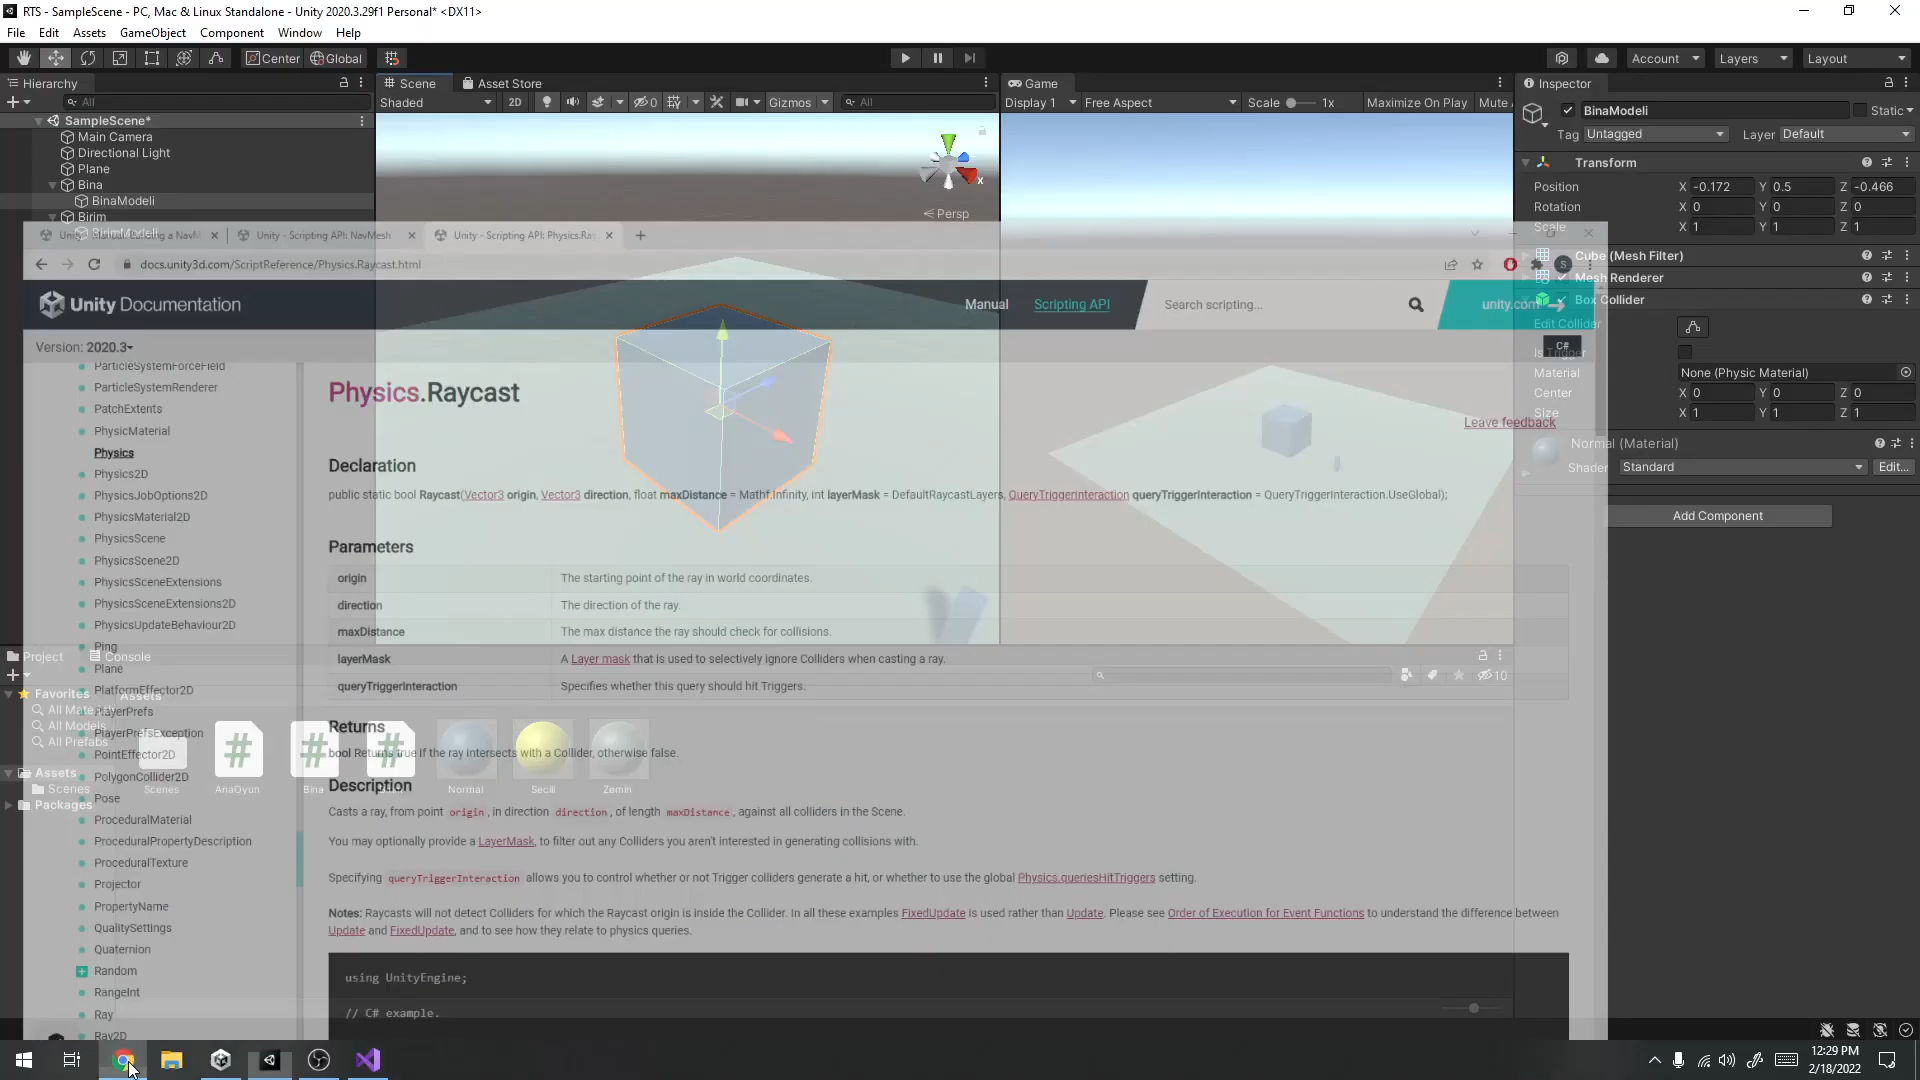 RTS - SampleScene - PC, Mac & Linux Standalone - Unity 2020.3.29f1 Personal* <DX11>
File Edit Assets GameObject Component Window Help
Center Global Account Layers Layout
Hierarchy Scene Asset Store Game Inspector
All Shaded 2D 0 Gizmos All Display 1 Free Aspect Scale 1x Maximize On Play Mute
SampleScene*
Main Camera
Directional Light
Plane
Bina
BinaModeli
Birim
BirimModeli
x
Persp
BinaModeli Static
Tag Untagged Layer Default
Transform
Position X -0.172 Y 0.5 Z -0.466
Rotation X 0 Y 0 Z 0
Scale X 1 Y 1 Z 1
Cube (Mesh Filter)
Mesh Renderer
Box Collider
Edit Collider
Is Trigger
Material None (Physic Material)
Center X 0 Y 0 Z 0
Size X 1 Y 1 Z 1
Normal (Material)
Shader Standard Edit...
Add Component
Unity - Scripting API: NavMesh
Unity - Scripting API: Physics.Ray
docs.unity3d.com/ScriptReference/Physics.Raycast.html
S
Unity Documentation Manual Scripting API Search scripting... unity.com
Version: 2020.3
C#
ParticleSystemForceField
ParticleSystemRenderer
PatchExtents
PhysicMaterial
Physics
Physics2D
PhysicsJobOptions2D
PhysicsMaterial2D
PhysicsScene
PhysicsScene2D
PhysicsSceneExtensions
PhysicsSceneExtensions2D
PhysicsUpdateBehaviour2D
Ping
Plane
PlatformEffector2D
PlayerPrefs
PlayerPrefsException
PointEffector2D
PolygonCollider2D
Pose
ProceduralMaterial
ProceduralPropertyDescription
ProceduralTexture
Projector
PropertyName
QualitySettings
Quaternion
Random
RangeInt
Ray
Ray2D
Physics.Raycast
Leave feedback
Declaration
public static bool Raycast(Vector3 origin, Vector3 direction, float maxDistance = Mathf.Infinity, int layerMask = DefaultRaycastLayers, QueryTriggerInteraction queryTriggerInteraction = QueryTriggerInteraction.UseGlobal);
Parameters
origin The starting point of the ray in world coordinates.
direction The direction of the ray.
maxDistance The max distance the ray should check for collisions.
layerMask A Layer mask that is used to selectively ignore Colliders when casting a ray.
queryTriggerInteraction Specifies whether this query should hit Triggers.
Returns
bool Returns true if the ray intersects with a Collider, otherwise false.
Description
Casts a ray, from point origin, in direction direction, of length maxDistance, against all colliders in the Scene.
You may optionally provide a LayerMask, to filter out any Colliders you aren't interested in generating collisions with.
Specifying queryTriggerInteraction allows you to control whether or not Trigger colliders generate a hit, or whether to use the global Physics.queriesHitTriggers setting.
Notes: Raycasts will not detect Colliders for which the Raycast origin is inside the Collider. In all these examples FixedUpdate is used rather than Update. Please see Order of Execution for Event Functions to understand the difference between
Update and FixedUpdate, and to see how they relate to physics queries.
using UnityEngine;
// C# example.
Project Console
10
Favorites
All Materials
All Models
All Prefabs
Assets
Scenes
Packages
Assets
Scenes AnaOyun Bina Normal Secili Zemin
12:29 PM
2/18/2022